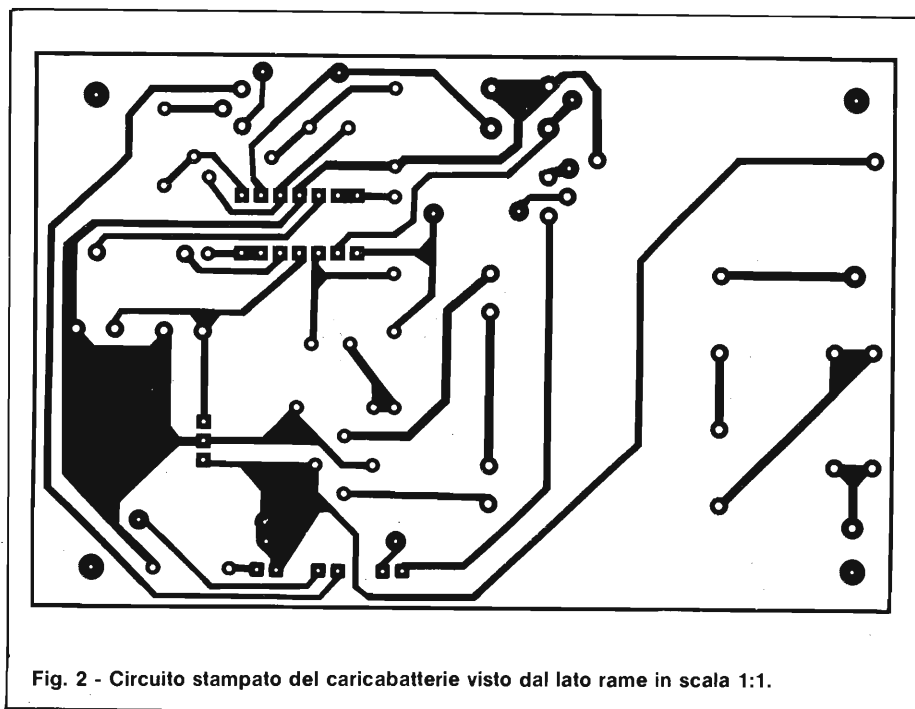 Fig. 2 - Circuito stampato del caricabatterie visto dal lato rame in scala 1:1.